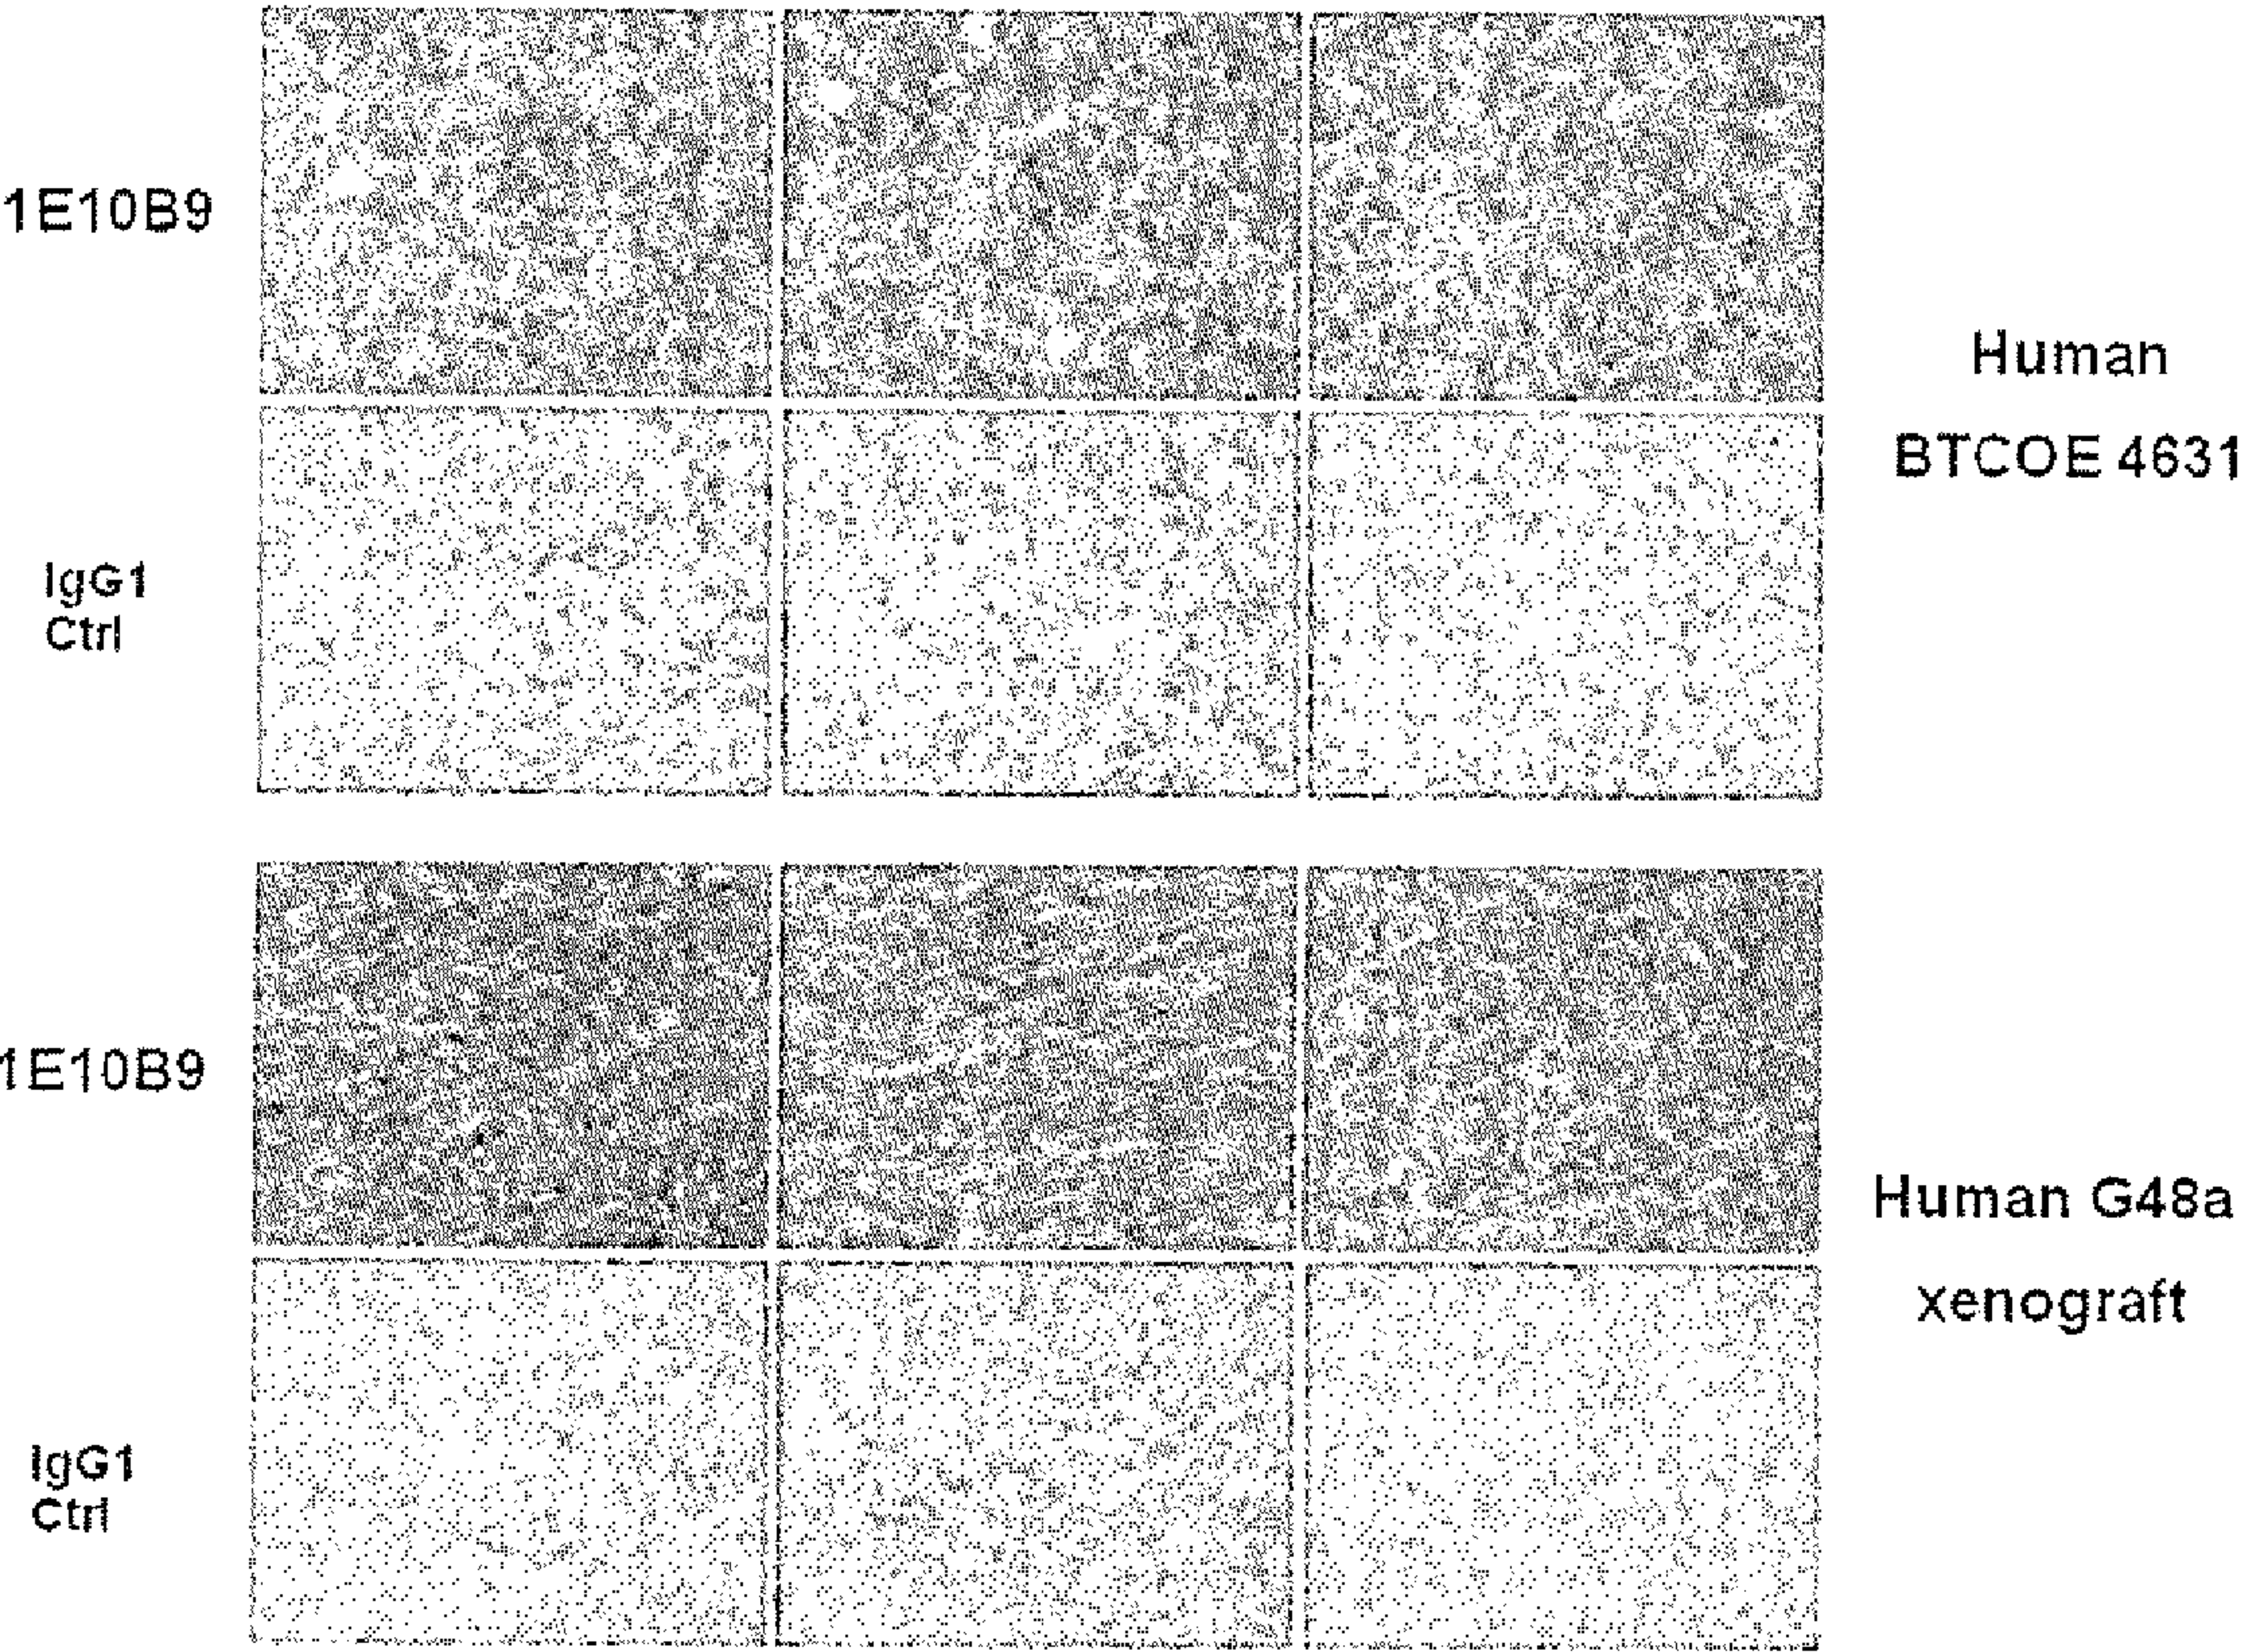 1E10B9
Human
BTCOE 4631
IgG1
Ctrl
1E10B9
Human G48a
xenograft
IgG1
Ctrl